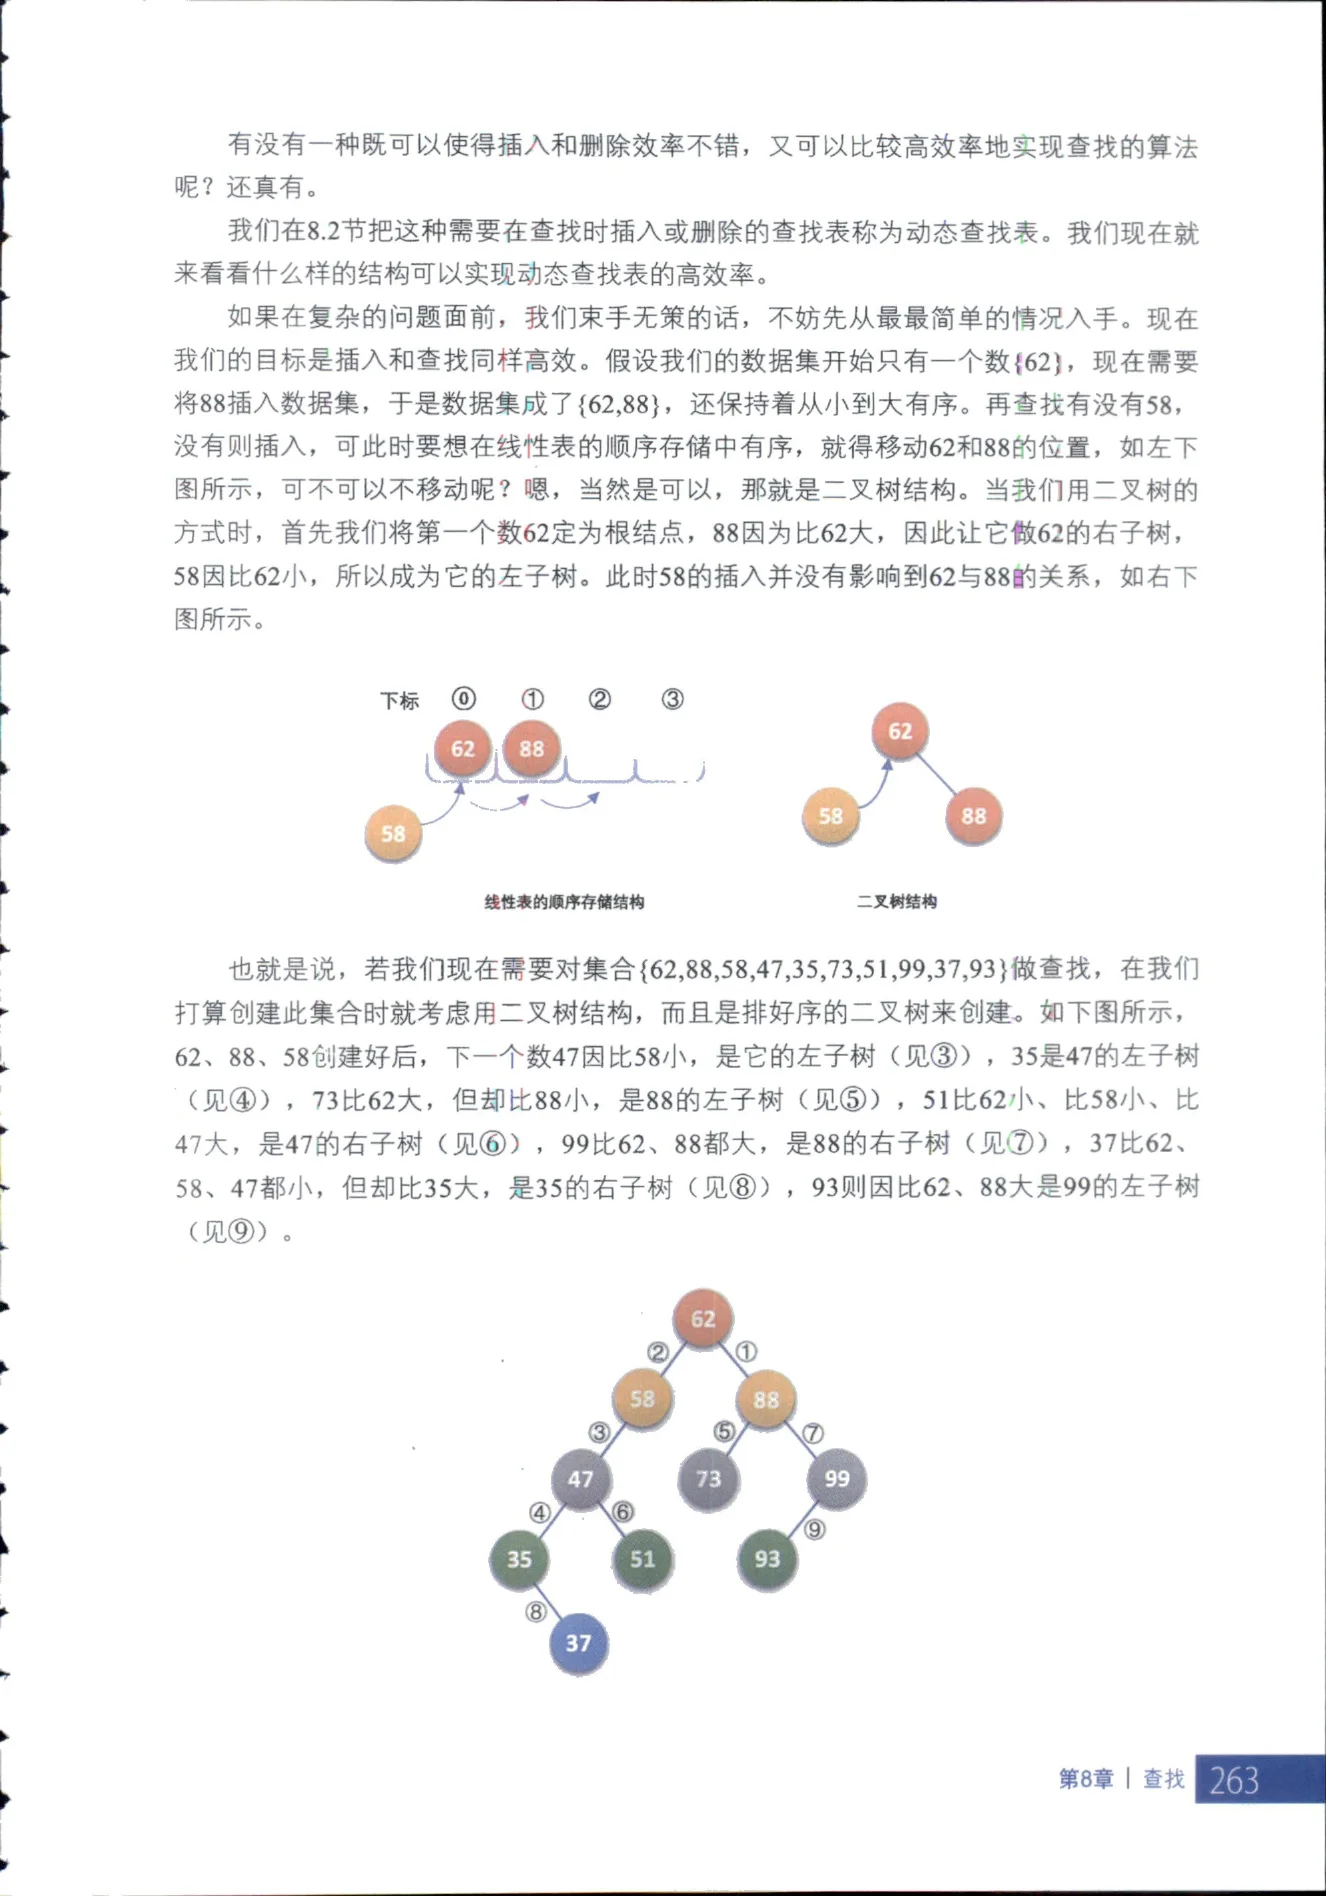 有没有一种既可以使得插入和删除效率不错，又可以比较高效率地实现查找的算法
呢？还真有。
我们在8.2节把这种需要在查找时插入或删除的查找表称为动态查找表。我们现在就
来看看什么样的结构可以实现动态查找表的高效率。
如果在复杂的问题面前，我们束手无策的话，不妨先从最最简单的情况入手。现在
我们的目标是插入和查找同样高效。假设我们的数据集开始只有一个数{62}，现在需要
将88插入数据集，于是数据集成了{62,88}，还保持着从小到大有序。再查找有没有58，
没有则插入，可此时要想在线性表的顺序存储中有序，就得移动62和88的位置，如左下
图所示，可不可以不移动呢？嗯，当然是可以，那就是二叉树结构。当我们用二叉树的
方式时，首先我们将第一个数62定为根结点，88因为比62大，因此让它做62的右子树，
58因比62小，所以成为它的左子树。此时58的插入并没有影响到62与88的关系，如右下
图所示。
下标 ⓪ ① ② ③
62 88
58
线性表的顺序存储结构
62
58 88
二叉树结构
也就是说，若我们现在需要对集合{62,88,58,47,35,73,51,99,37,93}做查找，在我们
打算创建此集合时就考虑用二叉树结构，而且是排好序的二叉树来创建。如下图所示，
62、88、58创建好后，下一个数47因比58小，是它的左子树（见③），35是47的左子树
（见④），73比62大，但却比88小，是88的左子树（见⑤），51比62小、比58小、比
47大，是47的右子树（见⑥），99比62、88都大，是88的右子树（见⑦），37比62、
58、47都小，但却比35大，是35的右子树（见⑧），93则因比62、88大是99的左子树
（见⑨）。
62
② ①
58 88
③ ⑤ ⑦
47 73 99
④ ⑥ ⑨
35 51 93
⑧
37
第8章 | 查找 263